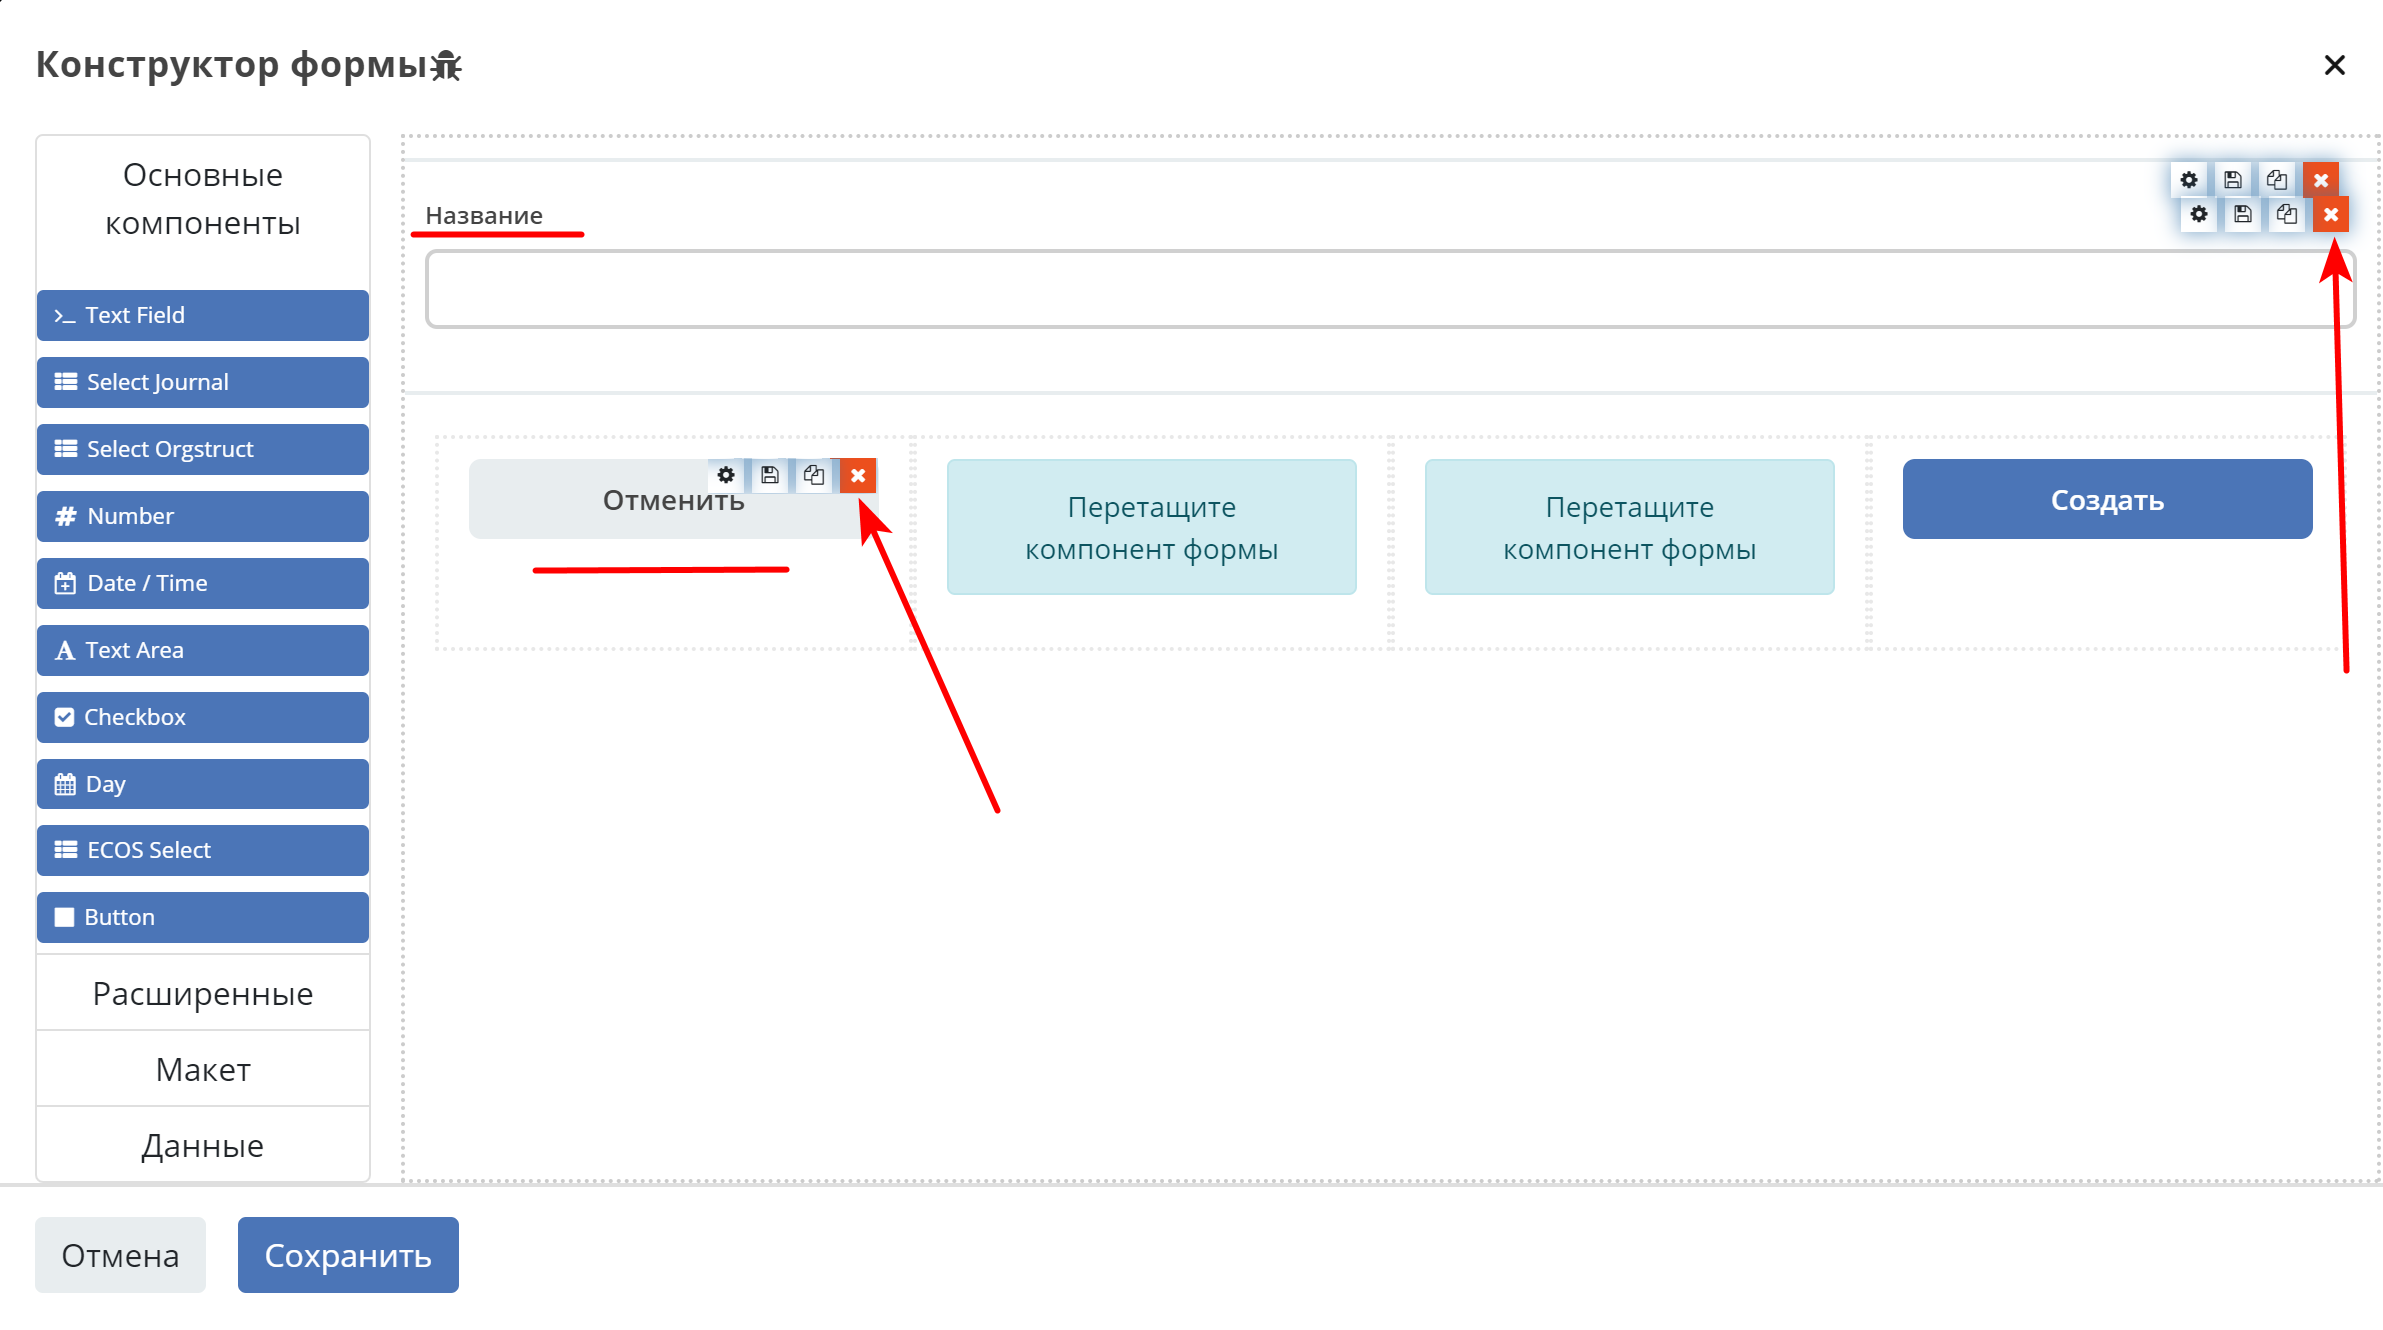 Конструктор формы
Основные
компоненты
Text Field
Select Journal
Select Orgstruct
Number
Date / Time
Text Area
Checkbox
Day
ECOS Select
Button
Расширенные
Макет
Данные
Название
Отменить
Перетащите
компонент формы
Перетащите
компонент формы
Создать
Отмена
Сохранить